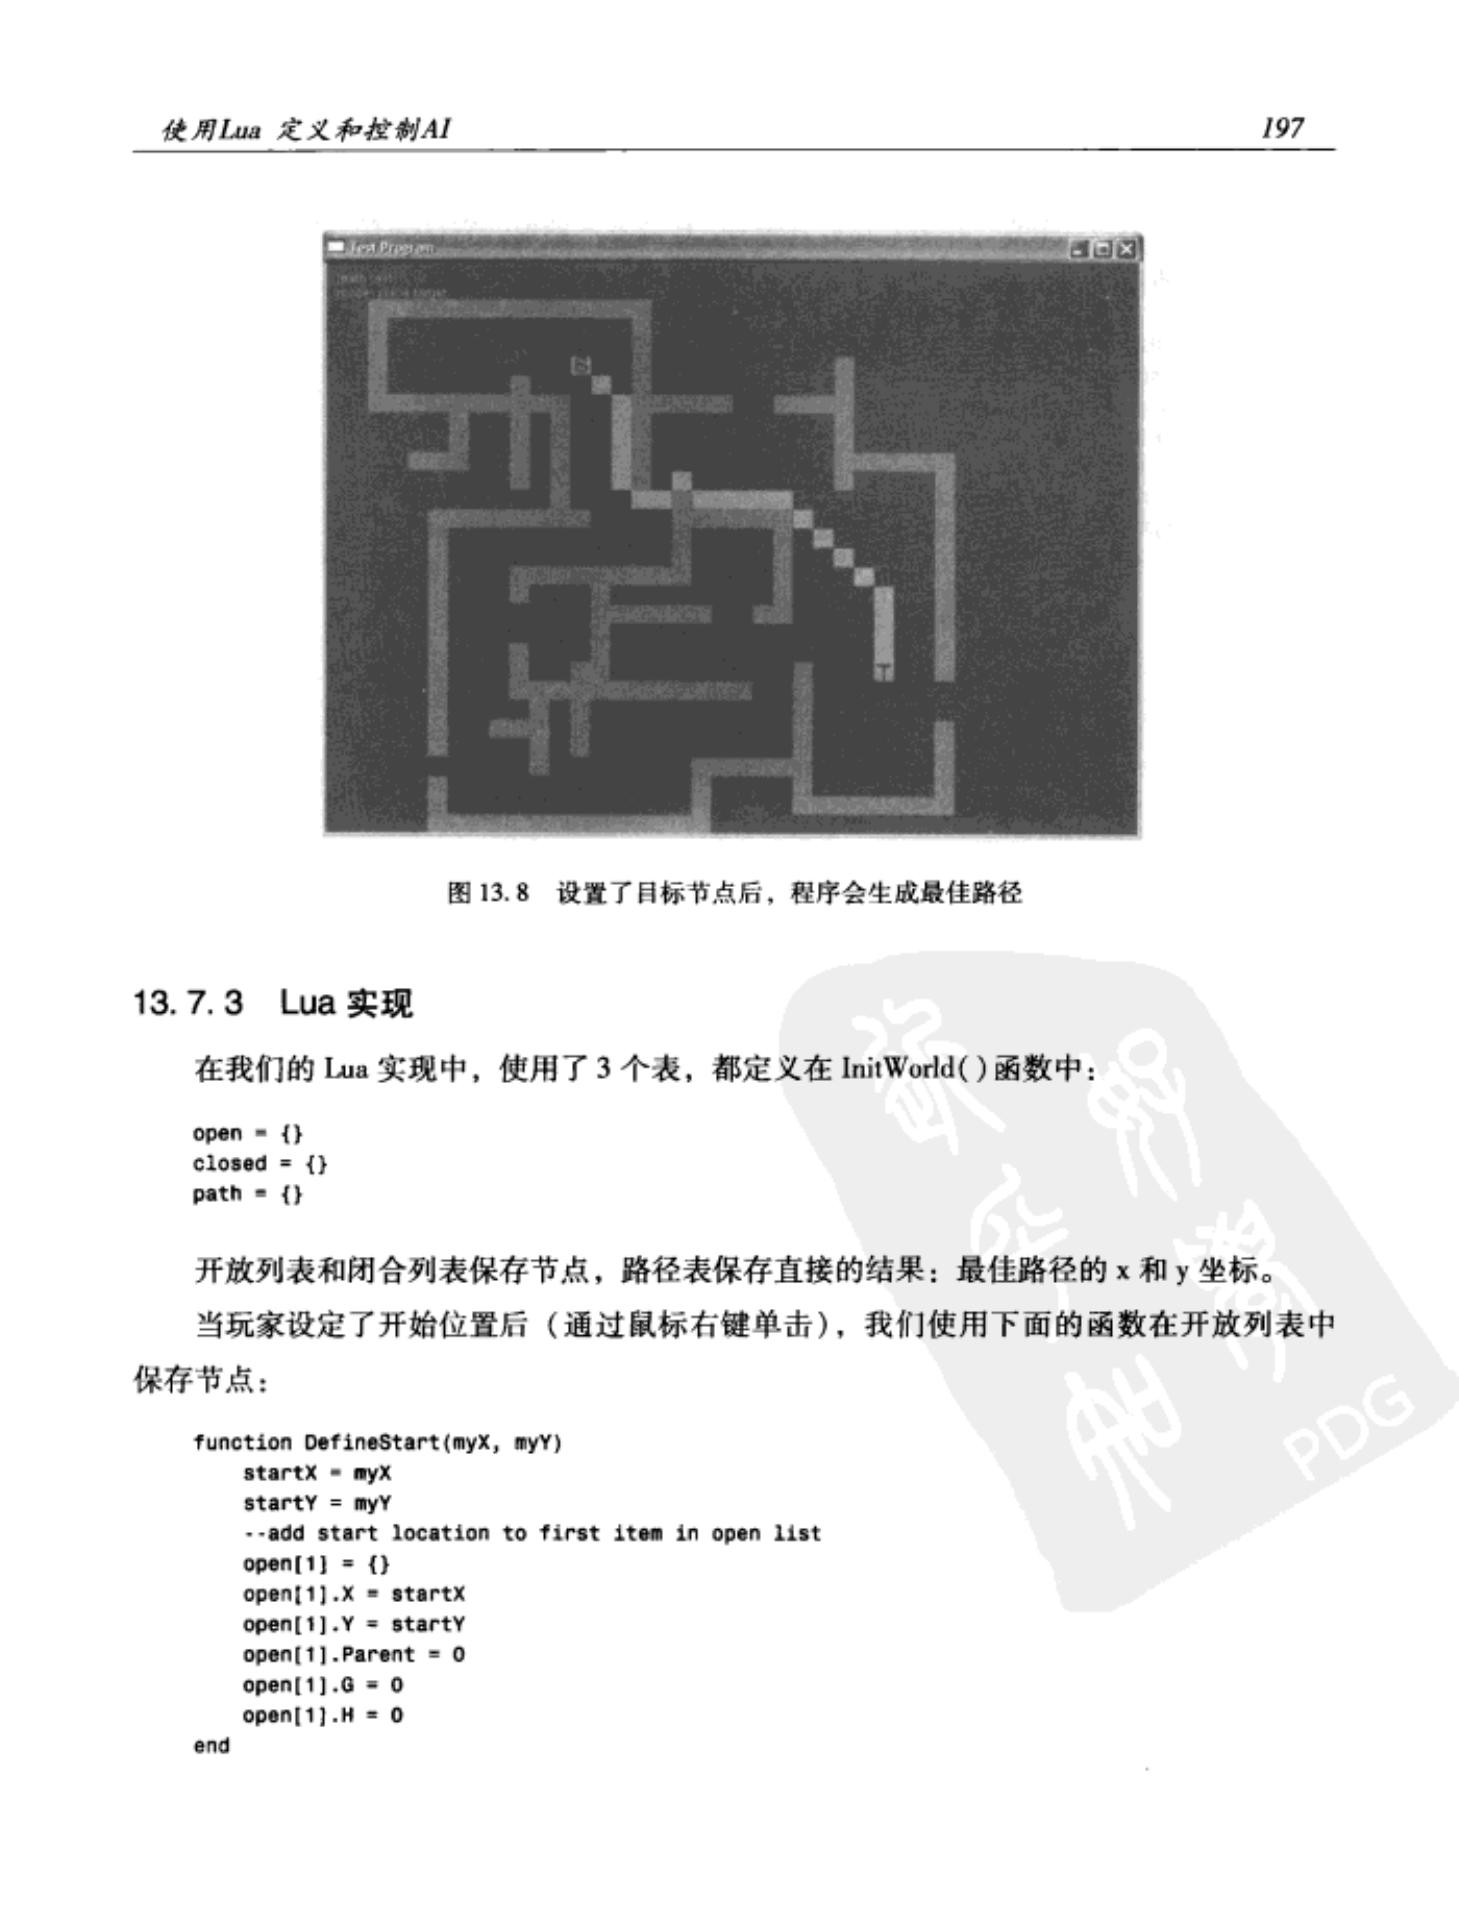 使用Lua 定义和控制AI 197
Test Program
T
图 13.8 设置了目标节点后，程序会生成最佳路径
13.7.3 Lua 实现
在我们的 Lua 实现中，使用了 3 个表，都定义在 InitWorld()函数中：
open = {}
closed = {}
path = {}
开放列表和闭合列表保存节点，路径表保存直接的结果：最佳路径的 x 和 y 坐标。
当玩家设定了开始位置后（通过鼠标右键单击），我们使用下面的函数在开放列表中
保存节点：
function DefineStart(myX, myY)
startX = myX
startY = myY
--add start location to first item in open list
open[1] = {}
open[1].X = startX
open[1].Y = startY
open[1].Parent = 0
open[1].G = 0
open[1].H = 0
end
PDG